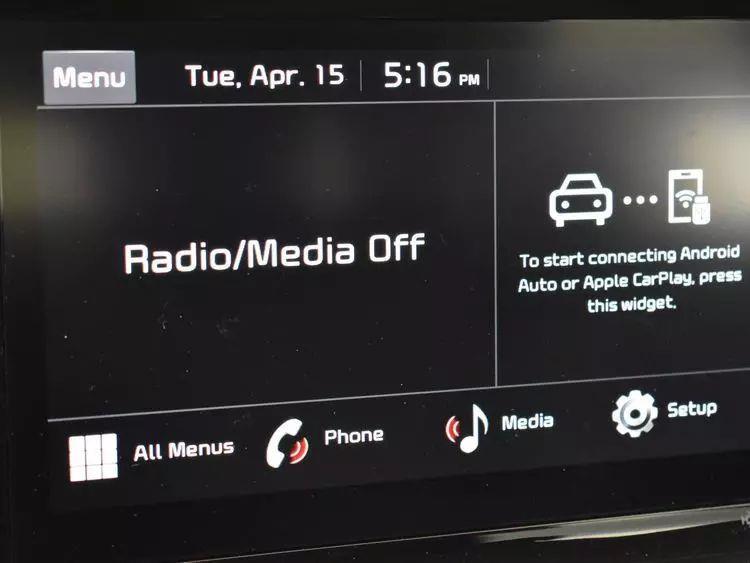 Menu
Tue, Apr. 15
5:16 PM
Radio/Media Off
To start connecting Android
Auto or Apple CarPlay, press
this widget.
All Menus
Phone
Media
Setup